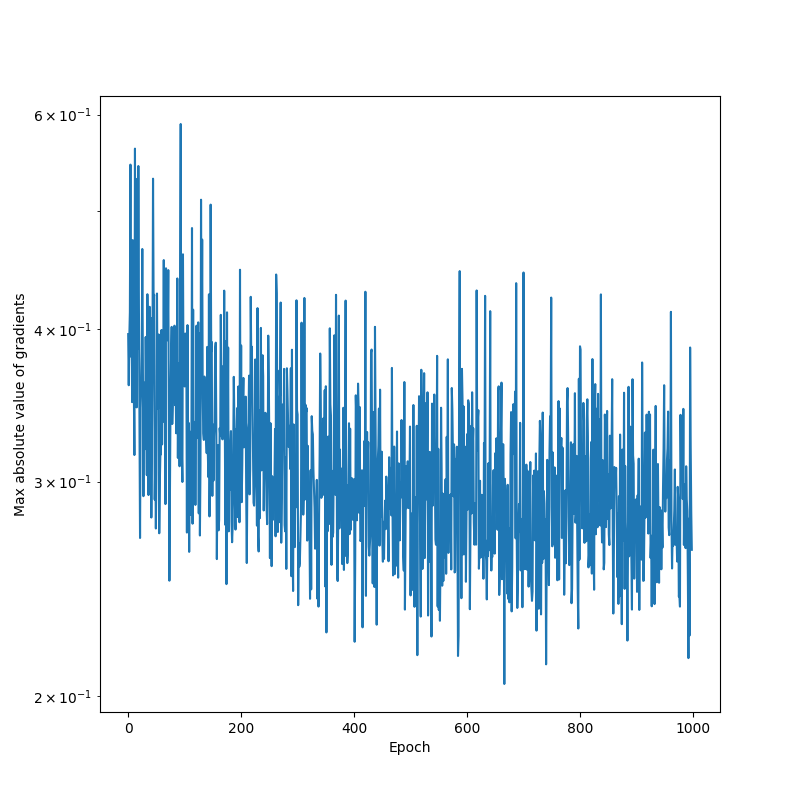 Max absolute value of gradients
6 × 10⁻¹
4 × 10⁻¹
3 × 10⁻¹
2 × 10⁻¹
0 200 400 600 800 1000
Epoch